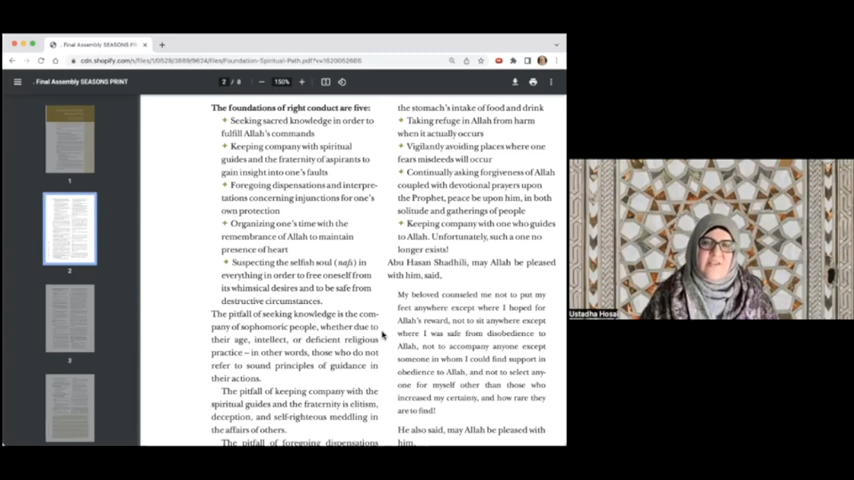 . Final Assembly SEASONS PRINT
. Final Assembly SEASONS PRINT
2 / 8
150%
1
2
3
The foundations of right conduct are five:
✦ Seeking sacred knowledge in order to
fulfill Allah's commands
✦ Keeping company with spiritual
guides and the fraternity of aspirants to
gain insight into one's faults
✦ Foregoing dispensations and interpre-
tations concerning injunctions for one's
own protection
✦ Organizing one's time with the
remembrance of Allah to maintain
presence of heart
✦ Suspecting the selfish soul (nafs) in
everything in order to free oneself from
its whimsical desires and to be safe from
destructive circumstances.
The pitfall of seeking knowledge is the com-
pany of sophomoric people, whether due to
their age, intellect, or deficient religious
practice – in other words, those who do not
refer to sound principles of guidance in
their actions.
The pitfall of keeping company with the
spiritual guides and the fraternity is elitism,
deception, and self-righteous meddling in
the affairs of others.
The pitfall of foregoing dispensations
the stomach's intake of food and drink
✦ Taking refuge in Allah from harm
when it actually occurs
✦ Vigilantly avoiding places where one
fears misdeeds will occur
✦ Continually asking forgiveness of Allah
coupled with devotional prayers upon
the Prophet, peace be upon him, in both
solitude and gatherings of people
✦ Keeping company with one who guides
to Allah. Unfortunately, such a one no
longer exists!
Abu Hasan Shadhili, may Allah be pleased
with him, said,
My beloved counseled me not to put my
feet anywhere except where I hoped for
Allah's reward, not to sit anywhere except
where I was safe from disobedience to
Allah, not to accompany anyone except
someone in whom I could find support in
obedience to Allah, and not to select any-
one for myself other than those who
increased my certainty, and how rare they
are to find!
He also said, may Allah be pleased with
him,
Ustadha Hosai